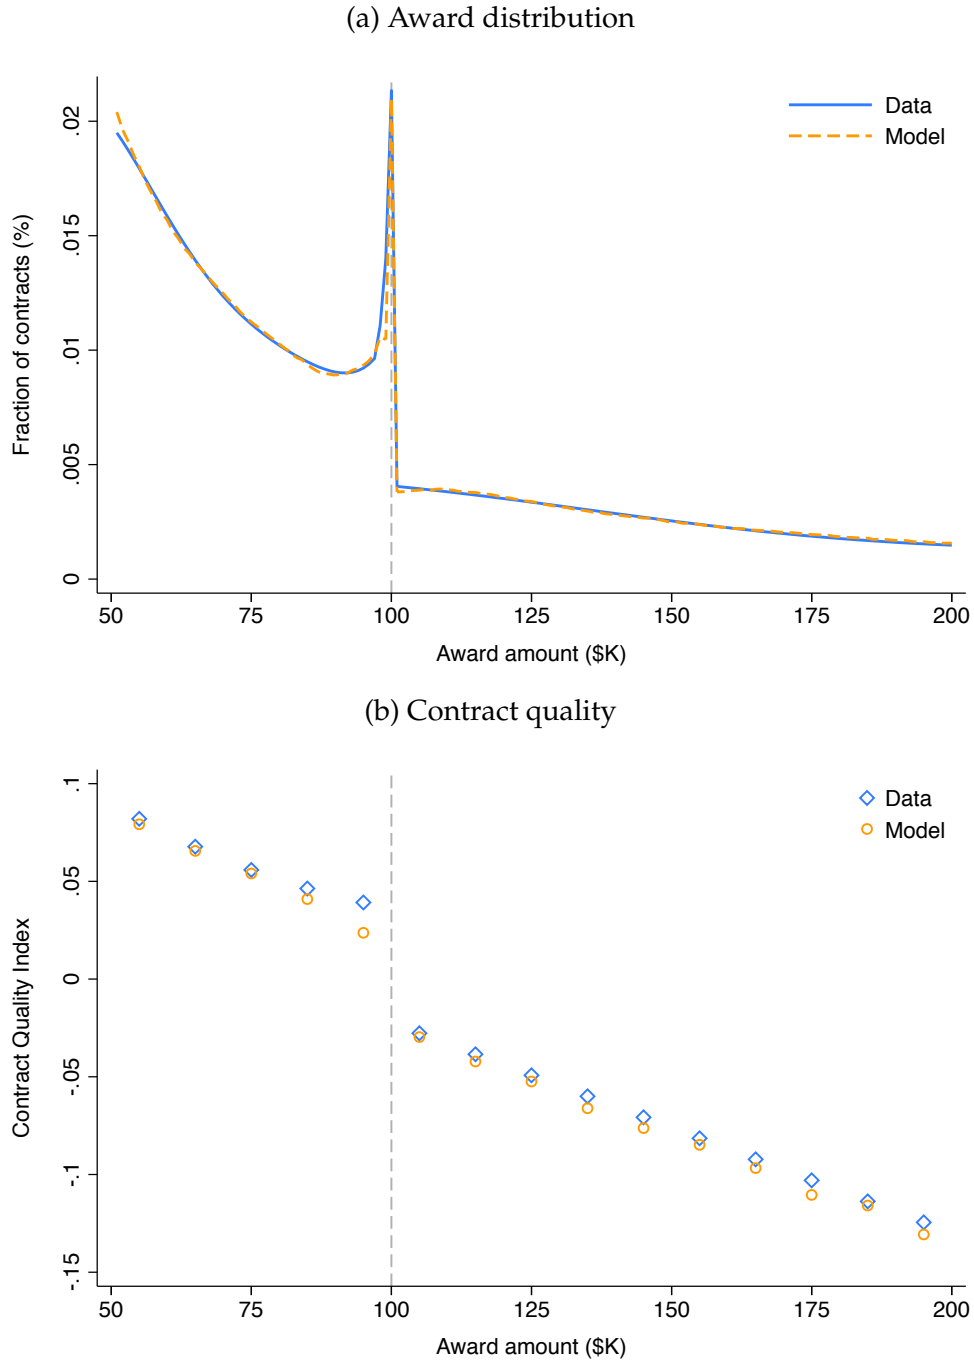 (a) Award distribution
Data
Model
Fraction of contracts (%)
.02
.015
.01
.005
0
50 75 100 125 150 175 200
Award amount ($K)
(b) Contract quality
Data
Model
Contract Quality Index
.1
.05
0
-.05
-.1
-.15
50 75 100 125 150 175 200
Award amount ($K)